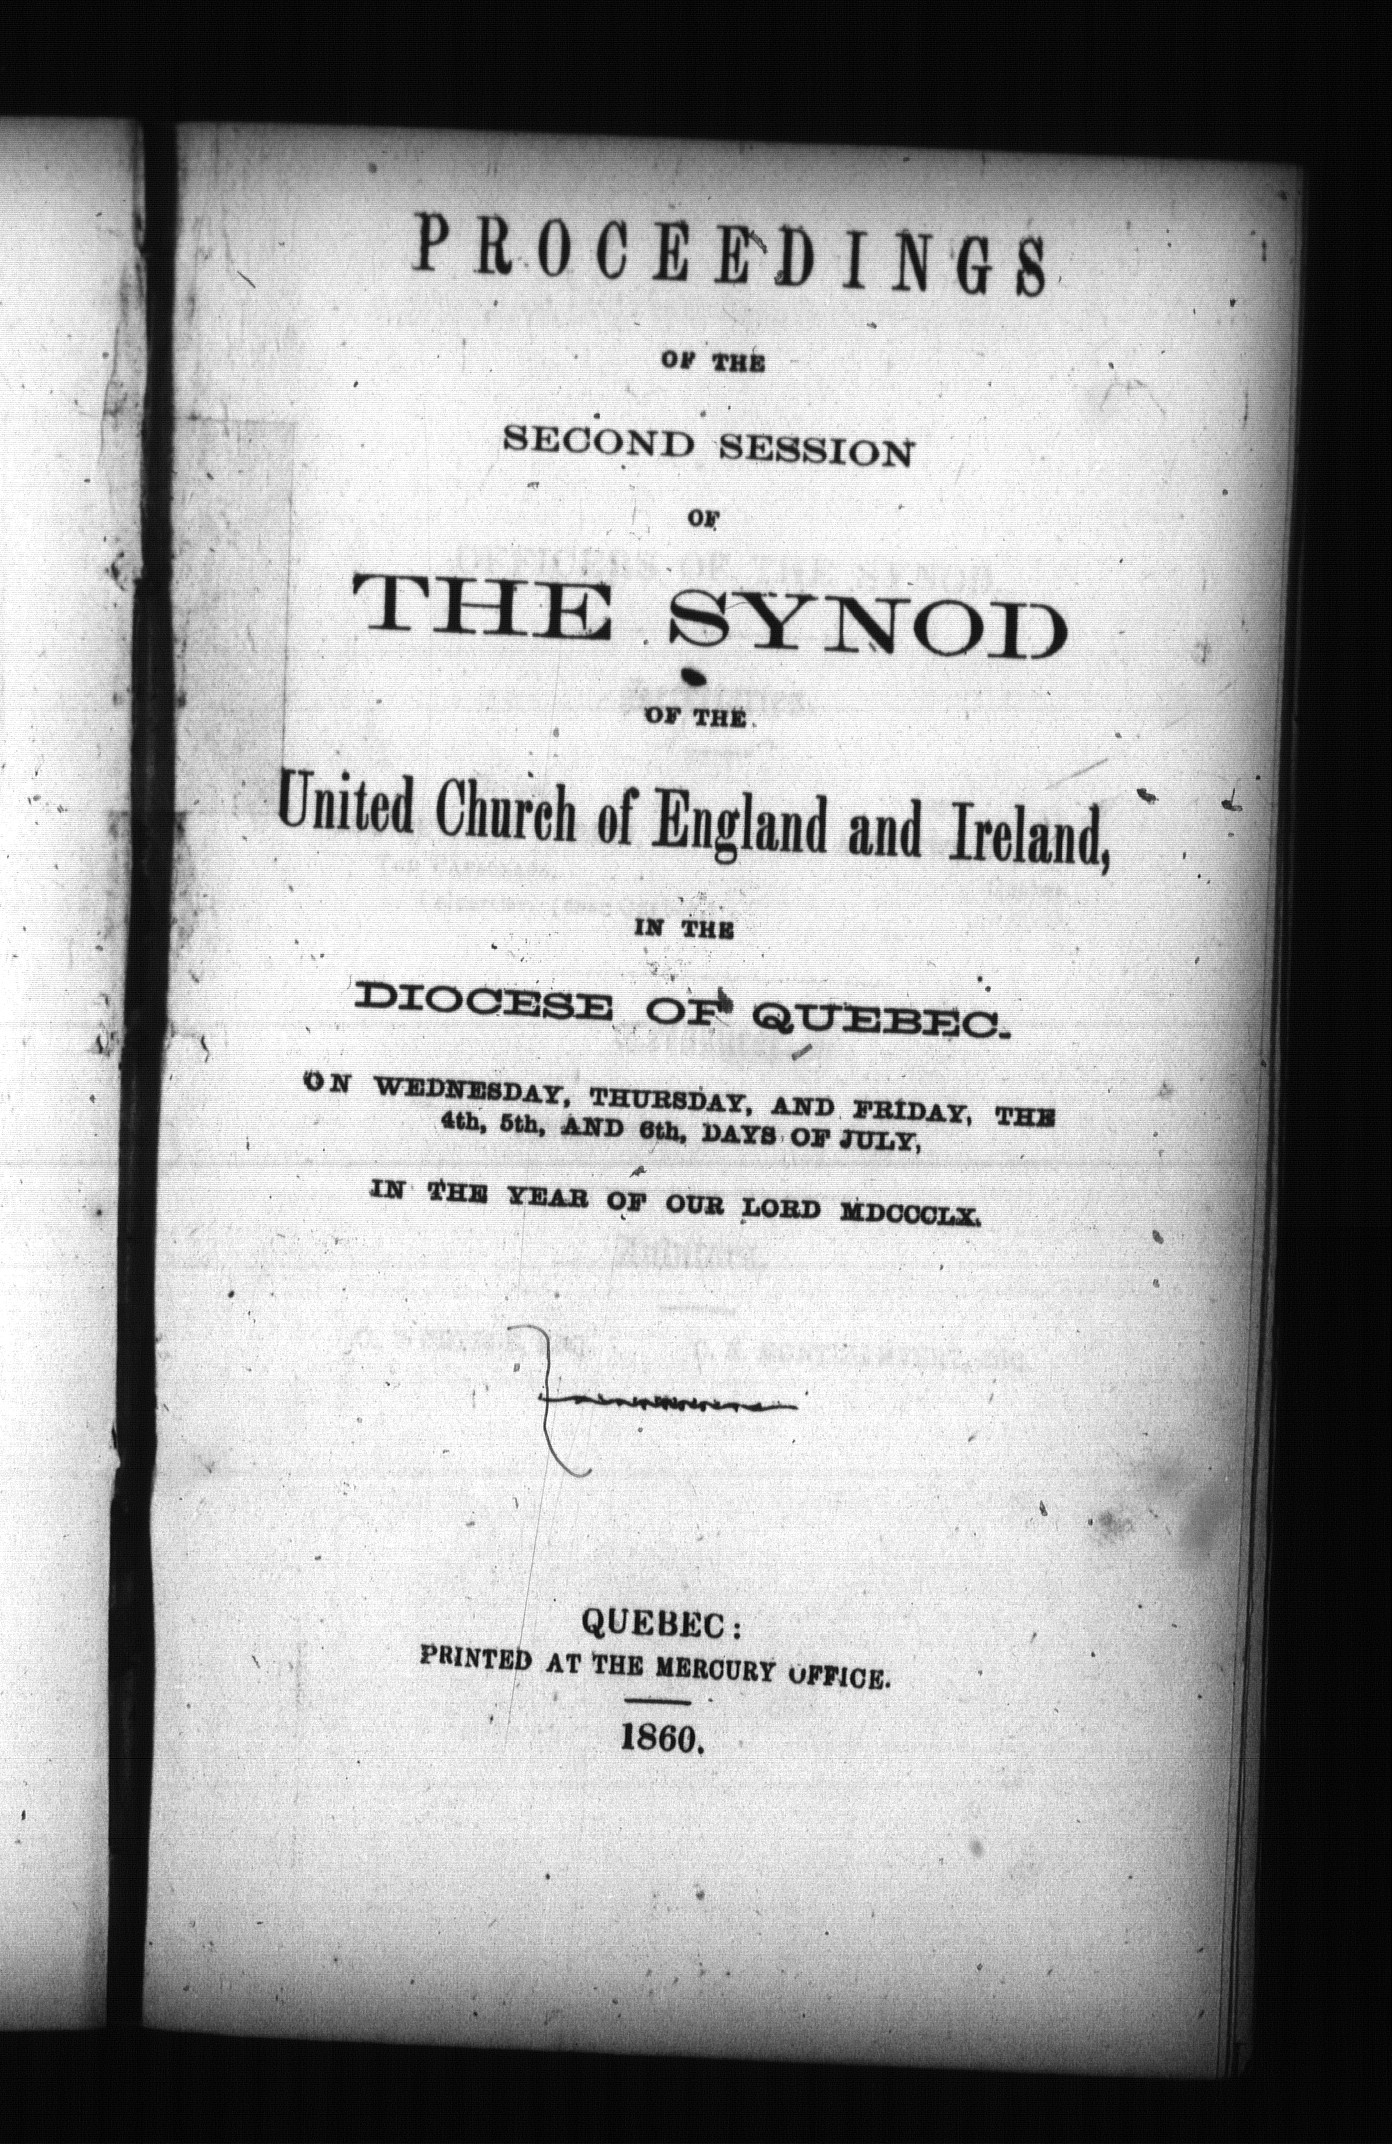 PROCEEDINGS
OF THE
SECOND SESSION
OF
THE SYNOD
OF THE
United Church of England and Ireland,
IN THE
DIOCESE OF QUEBEC.
ON WEDNESDAY, THURSDAY, AND FRIDAY, THE
4th, 5th, AND 6th, DAYS OF JULY,
IN THE YEAR OF OUR LORD MDCCCLX.
QUEBEC:
PRINTED AT THE MERCURY OFFICE.
1860.